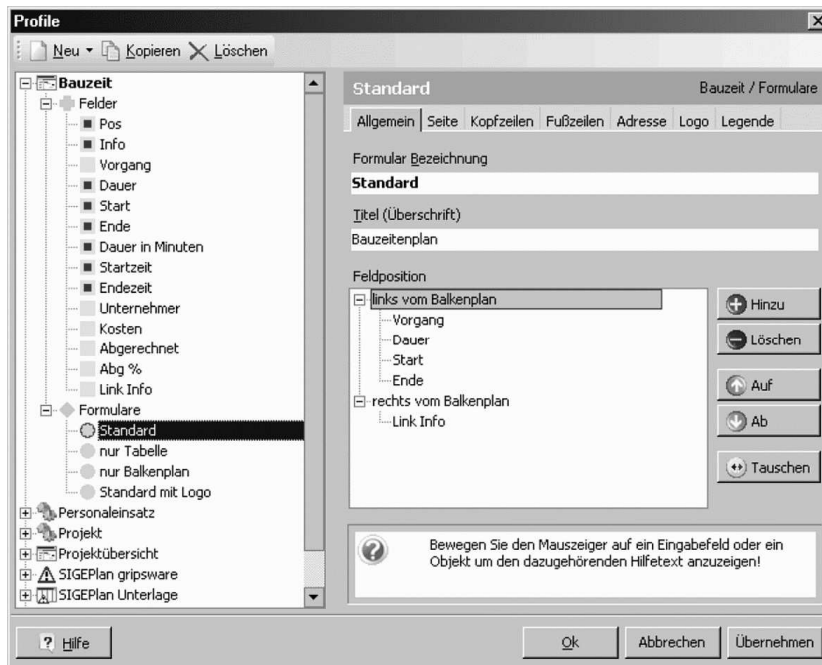 Profile
Neu Kopieren Löschen
Bauzeit
Felder
Pos
Info
Vorgang
Dauer
Start
Ende
Dauer in Minuten
Startzeit
Endezeit
Unternehmer
Kosten
Abgerechnet
Abg %
Link Info
Formulare
Standard
nur Tabelle
nur Balkenplan
Standard mit Logo
Personaleinsatz
Projekt
Projektübersicht
SIGEPlan gripsware
SIGEPlan Unterlage
Standard Bauzeit / Formulare
Allgemein Seite Kopfzeilen Fußzeilen Adresse Logo Legende
Formular Bezeichnung
Standard
Titel (Überschrift)
Bauzeitenplan
Feldposition
links vom Balkenplan
Vorgang
Dauer
Start
Ende
rechts vom Balkenplan
Link Info
Hinzu
Löschen
Auf
Ab
Tauschen
Bewegen Sie den Mauszeiger auf ein Eingabefeld oder ein
Objekt um den dazugehörenden Hilfetext anzuzeigen!
Hilfe Ok Abbrechen Übernehmen